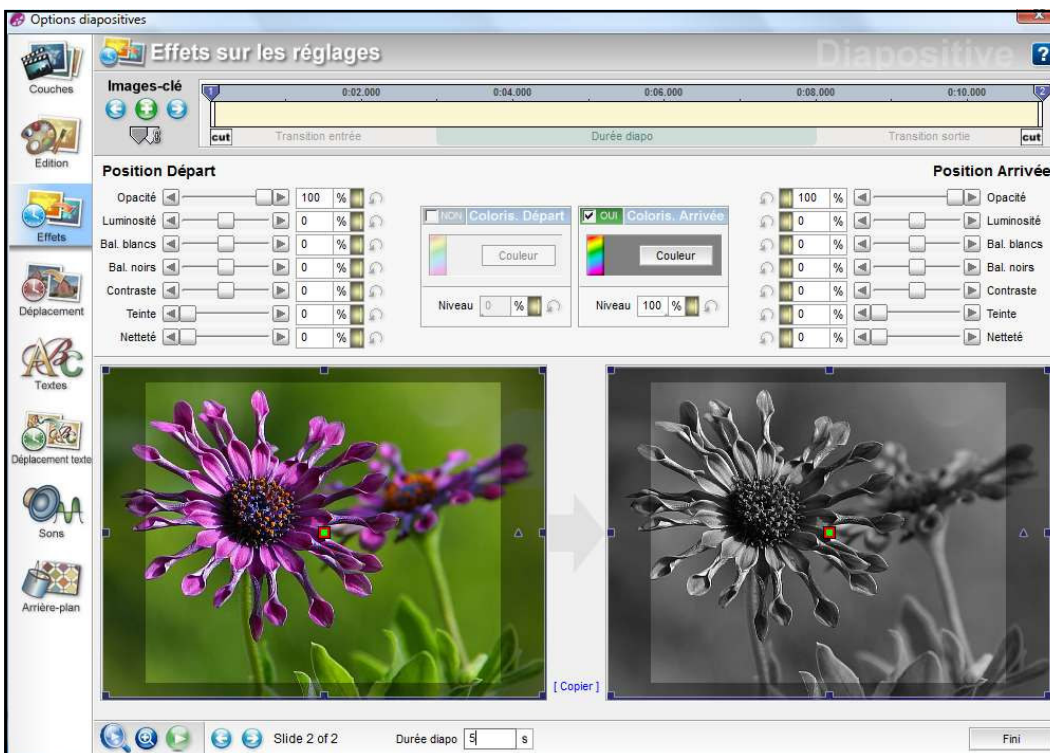 Options diapositives
Effets sur les réglages
Diapositive
?
Couches
Edition
Effets
Déplacement
Textes
Déplacement texte
Sons
Arrière-plan
Images-clé
1 0:02.000 0:04.000 0:06.000 0:08.000 0:10.000 2
cut Transition entrée Durée diapo Transition sortie cut
Position Départ
Position Arrivée
Opacité 100 %
Luminosité 0 %
Bal. blancs 0 %
Bal. noirs 0 %
Contraste 0 %
Teinte 0 %
Netteté 0 %
NON Coloris. Départ
Couleur
Niveau 0 %
OUI Coloris. Arrivée
Couleur
Niveau 100 %
100 % Opacité
0 % Luminosité
0 % Bal. blancs
0 % Bal. noirs
0 % Contraste
0 % Teinte
0 % Netteté
[ Copier ]
Slide 2 of 2 Durée diapo 5 s Fini